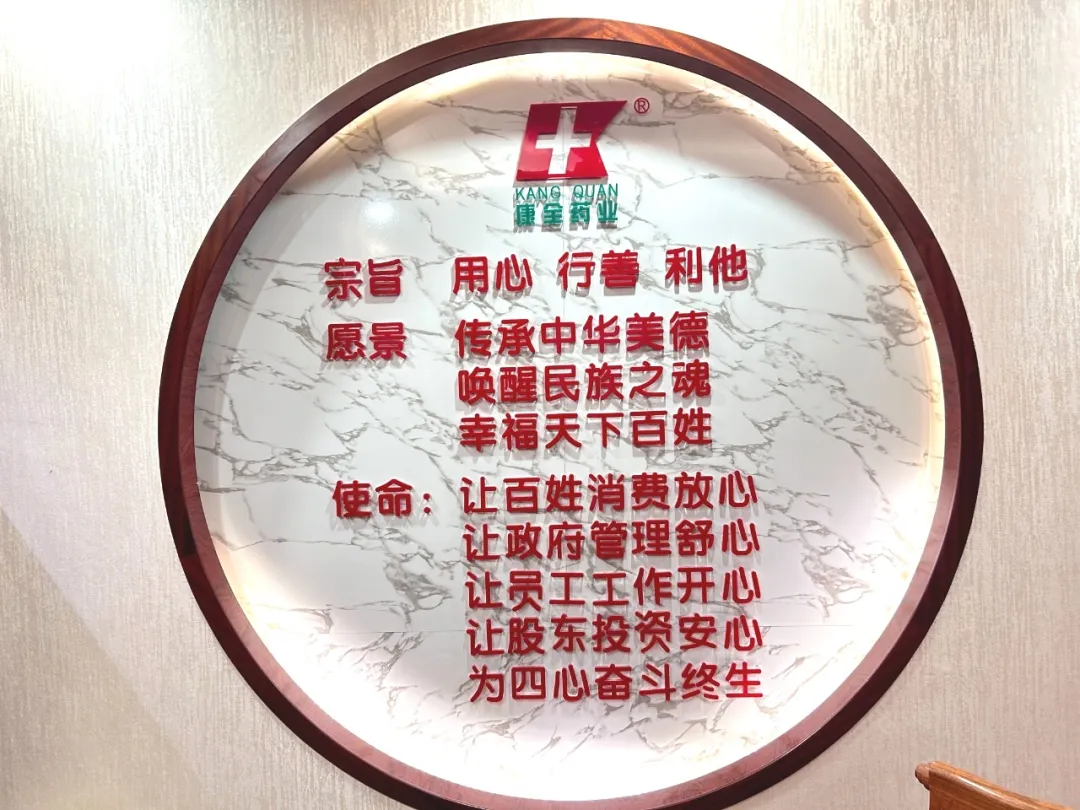 ®
KANG QUAN
康全药业
宗旨 用心 行善 利他
愿景 传承中华美德
唤醒民族之魂
幸福天下百姓
使命：让百姓消费放心
让政府管理舒心
让员工工作开心
让股东投资安心
为四心奋斗终生